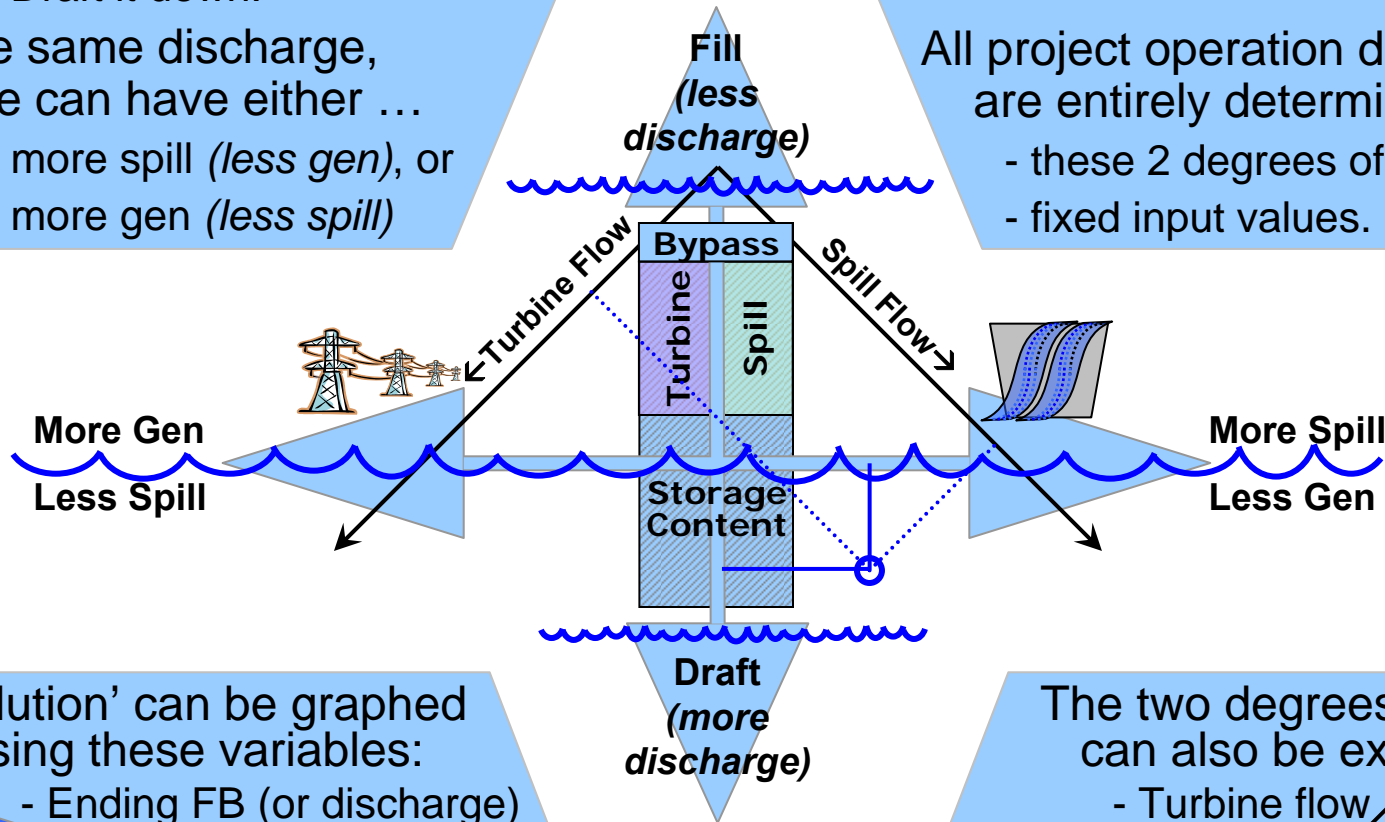 e same discharge,
e can have either …
more spill (less gen), or
more gen (less spill)
Fill
(less
discharge)
All project operation d
are entirely determi
- these 2 degrees of
- fixed input values.
Bypass
←Turbine Flow
Turbine
Spill
Spill Flow→
More Gen
Less Spill
More Spill
Less Gen
Storage
Content
Draft
(more
discharge)
lution’ can be graphed
sing these variables:
- Ending FB (or discharge)
The two degrees
can also be ex
- Turbine flow